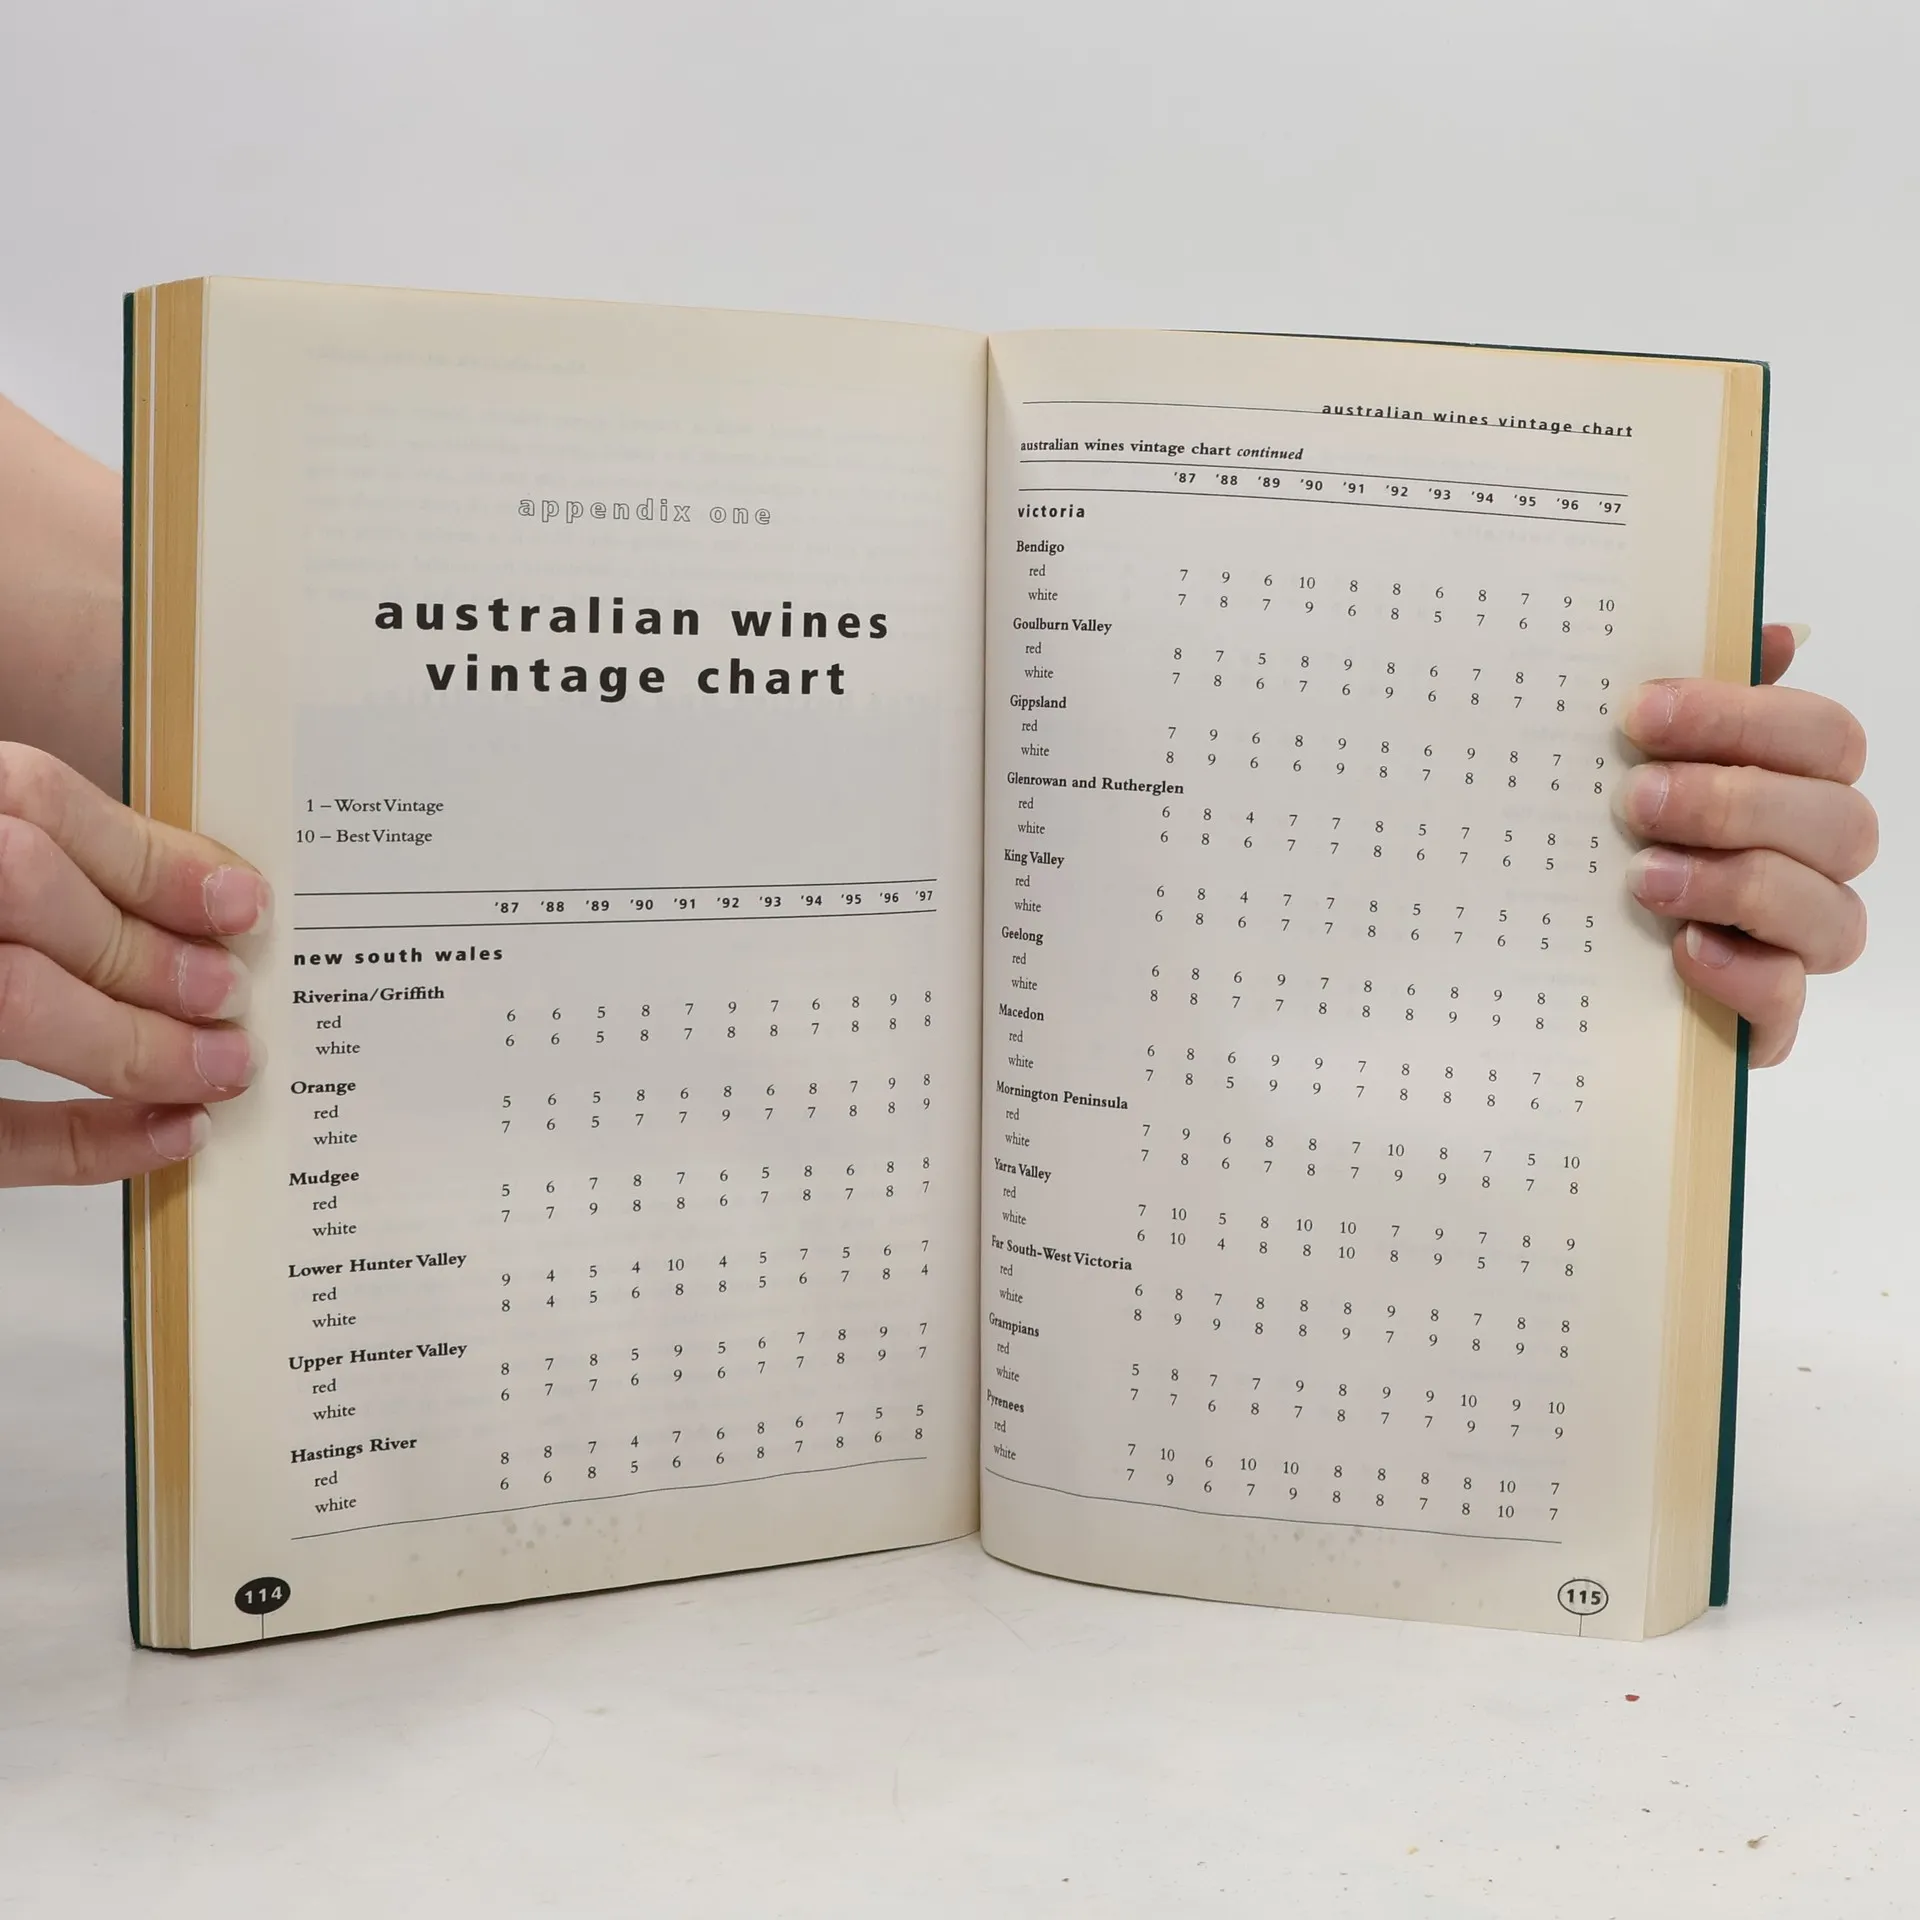 appendix one
australian wines
vintage chart
1 – Worst Vintage
10 – Best Vintage
'87 '88 '89 '90 '91 '92 '93 '94 '95 '96 '97
new south wales
Riverina/Griffith
red 6 6 5 8 7 9 7 6 8 9 8
white 6 6 5 8 7 8 8 7 8 8 8
Orange
red 5 6 5 8 6 8 6 8 7 9 8
white 7 6 5 7 7 9 7 7 8 8 9
Mudgee
red 5 6 7 8 7 6 5 8 6 8 8
white 7 7 9 8 8 6 7 8 7 8 7
Lower Hunter Valley
red 9 4 5 4 10 4 5 7 5 6 7
white 8 4 5 6 8 8 5 6 7 8 4
Upper Hunter Valley
red 8 7 8 5 9 5 6 7 8 9 7
white 6 7 7 6 9 6 7 7 8 9 7
Hastings River
red 8 8 7 4 7 6 8 6 7 5 5
white 6 6 8 5 6 6 8 7 8 6 8
114
australian wines vintage chart
australian wines vintage chart continued
'87 '88 '89 '90 '91 '92 '93 '94 '95 '96 '97
victoria
Bendigo
red 7 9 6 10 8 8 6 8 7 9 10
white 7 8 7 9 6 8 5 7 6 8 9
Goulburn Valley
red 8 7 5 8 9 8 6 7 8 7 9
white 7 8 6 7 6 9 6 8 7 8 6
Gippsland
red 7 9 6 8 9 8 6 9 8 7 9
white 8 9 6 6 9 8 7 8 8 6 8
Glenrowan and Rutherglen
red 6 8 4 7 7 8 5 7 5 8 5
white 6 8 6 7 7 8 6 7 6 5 5
King Valley
red 6 8 4 7 7 8 5 7 5 6 5
white 6 8 6 7 7 8 6 7 6 5 5
Geelong
red 6 8 6 9 7 8 6 8 9 8 8
white 8 8 7 7 8 8 8 9 9 8 8
Macedon
red 6 8 6 9 9 7 8 8 8 7 8
white 7 8 5 9 9 7 8 8 8 6 7
Mornington Peninsula
red 7 9 6 8 8 7 10 8 7 5 10
white 7 8 6 7 8 7 9 9 8 7 8
Yarra Valley
red 7 10 5 8 10 10 7 9 7 8 9
white 6 10 4 8 8 10 8 9 5 7 8
Far South-West Victoria
red 6 8 7 8 8 8 9 8 7 8 8
white 8 9 9 8 8 9 7 9 8 9 8
Grampians
red 5 8 7 7 9 8 9 9 10 9 10
white 7 7 6 8 7 8 7 7 9 7 9
Pyrenees
red 7 10 6 10 10 8 8 8 8 10 7
white 7 9 6 7 9 8 8 7 8 10 7
115